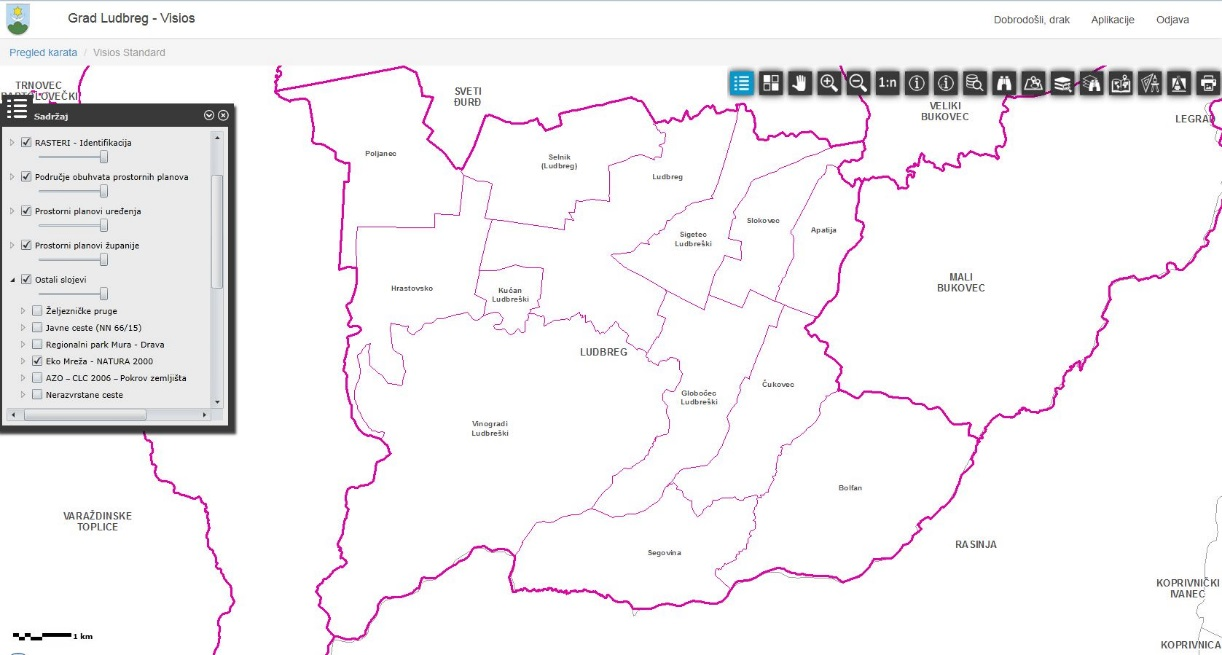 Grad Ludbreg - Visios
Dobrodošli, drak
Aplikacije
Odjava
Pregled karata / Visios Standard
1:n
TRNOVEC
BARTOLOVEČKI
SVETI
ĐURĐ
VELIKI
BUKOVEC
LEGRAD
Sadržaj
RASTERI - Identifikacija
Područje obuhvata prostornih planova
Prostorni planovi uređenja
Prostorni planovi županije
Ostali slojevi
Željezničke pruge
Javne ceste (NN 66/15)
Regionalni park Mura - Drava
Eko Mreža - NATURA 2000
AZO - CLC 2006 - Pokrov zemljišta
Nerazvrstane ceste
Poljanec
Selnik
(Ludbreg)
Ludbreg
Slokovec
Apatija
Sigetec
Ludbreški
Hrastovsko
Kućan
Ludbreški
MALI
BUKOVEC
LUDBREG
Čukovec
Globočec
Ludbreški
Vinogradi
Ludbreški
Bolfan
VARAŽDINSKE
TOPLICE
Segovina
RASINJA
KOPRIVNIČKI
IVANEC
KOPRIVNICA
1 km